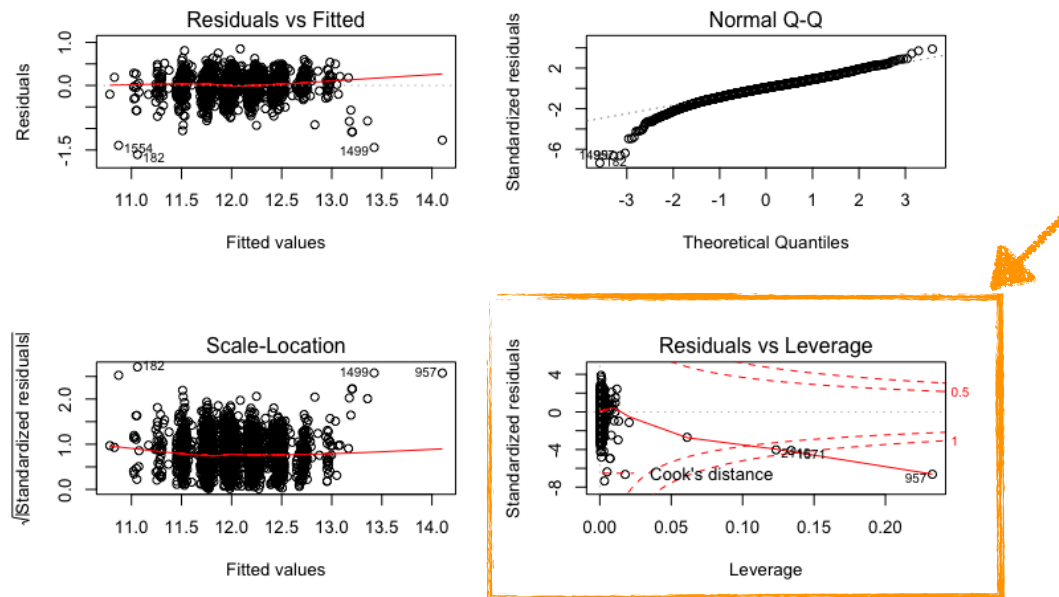 Residuals vs Fitted
Residuals
1.0
0.0
-1.5
1554
182
1499
11.0 11.5 12.0 12.5 13.0 13.5 14.0
Fitted values
Normal Q-Q
Standardized residuals
2
-2
-6
182
-3 -2 -1 0 1 2 3
Theoretical Quantiles
Scale-Location
√|Standardized residuals|
2.0
1.0
0.0
182
1499
957
11.0 11.5 12.0 12.5 13.0 13.5 14.0
Fitted values
Residuals vs Leverage
Standardized residuals
4
0
-4
-8
0.5
1
957
Cook's distance
0.00 0.05 0.10 0.15 0.20
Leverage